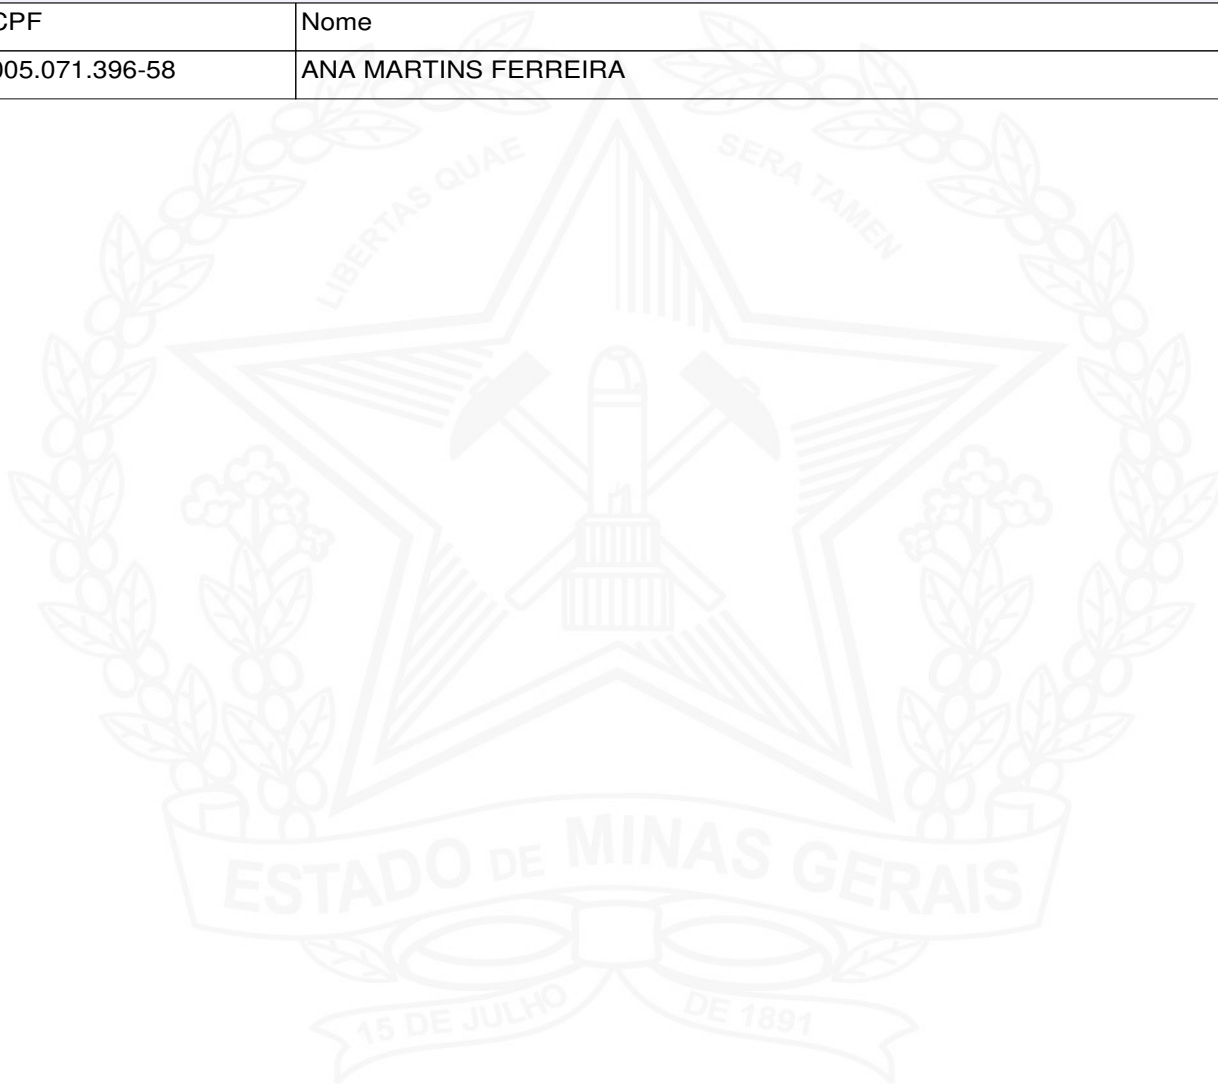 CPF Nome
005.071.396-58 ANA MARTINS FERREIRA
LIBERTAS QUAE SERA TAMEN
ESTADO DE MINAS GERAIS
15 DE JULHO DE 1891